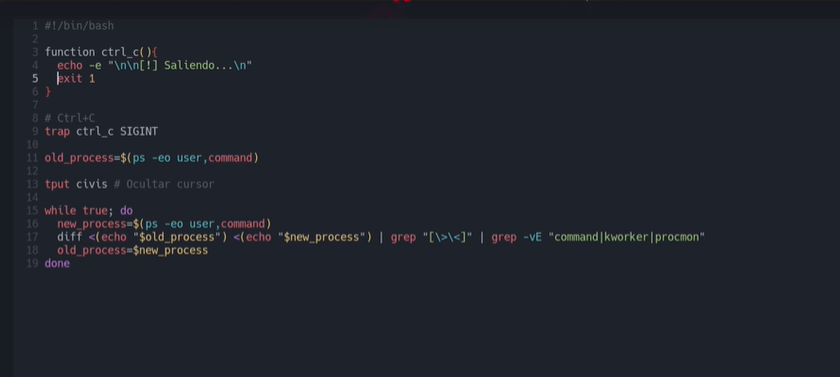 1 #!/bin/bash
2
3 function ctrl_c(){
4   echo -e "\n\n[!] Saliendo...\n"
5   exit 1
6 }
7
8 # Ctrl+C
9 trap ctrl_c SIGINT
10
11 old_process=$(ps -eo user,command)
12
13 tput civis # Ocultar cursor
14
15 while true; do
16   new_process=$(ps -eo user,command)
17   diff <(echo "$old_process") <(echo "$new_process") | grep "[\>\<]" | grep -vE "command|kworker|procmon"
18   old_process=$new_process
19 done